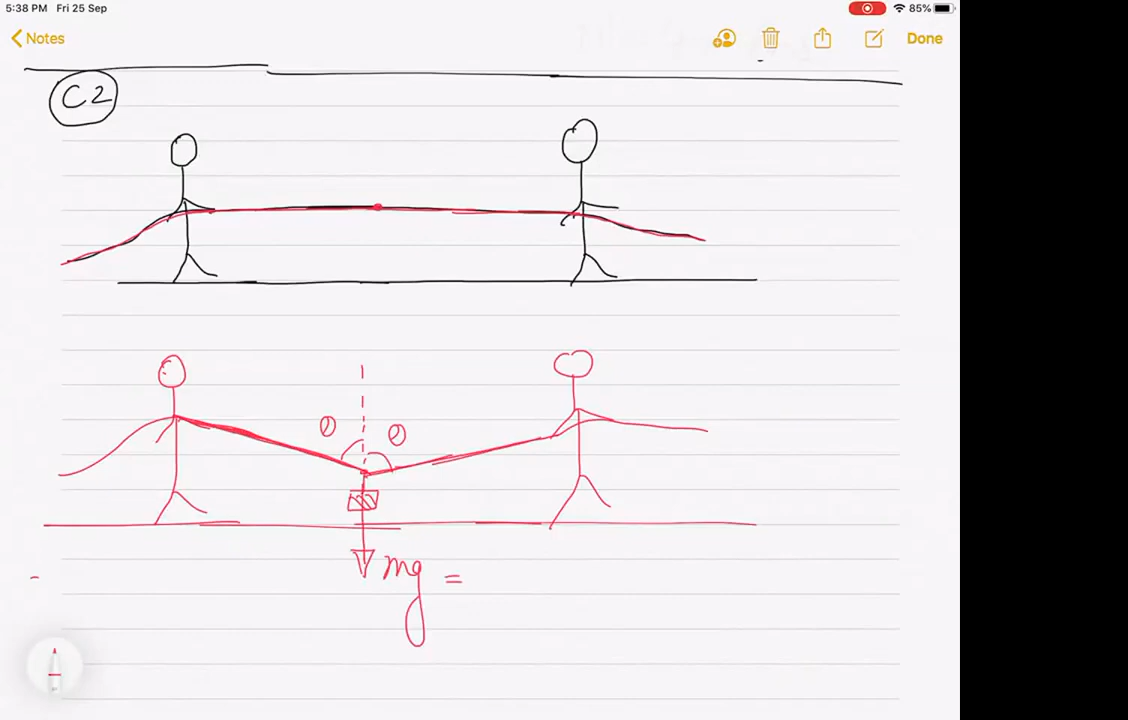 5:38 PM Fri 25 Sep 85%
Notes Done
C2
θ θ
mg =